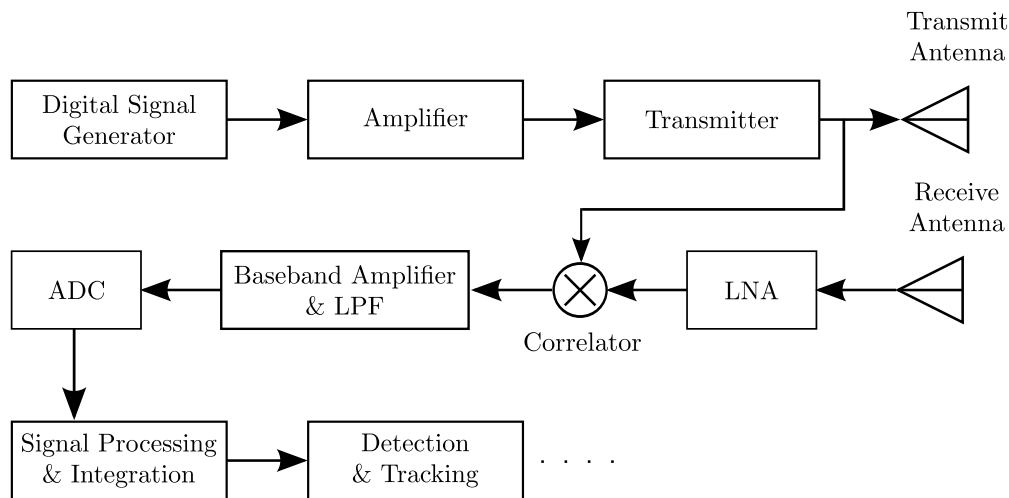 Transmit
Antenna
Digital Signal
Generator
Amplifier
Transmitter
Receive
Antenna
ADC
Baseband Amplifier
& LPF
LNA
Correlator
Signal Processing
& Integration
Detection
& Tracking
. . . .